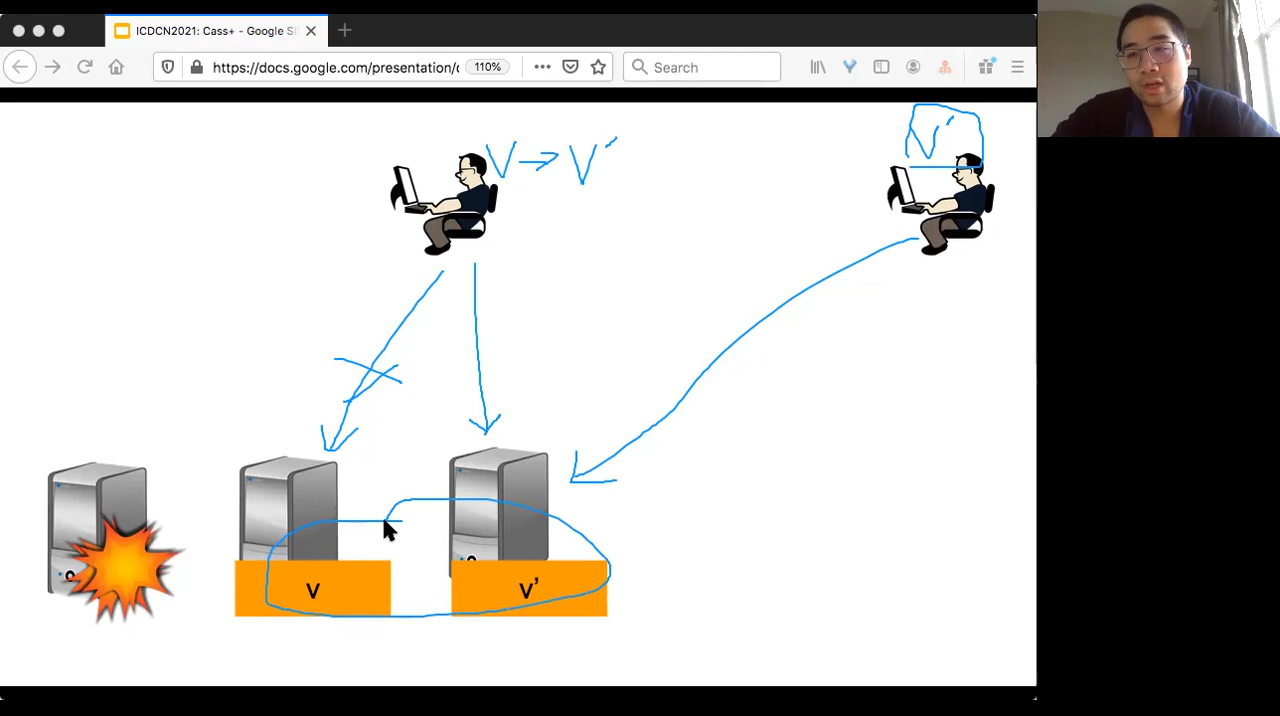 ICDCN2021: Cass+ - Google Sl
https://docs.google.com/presentation/d
110%
Search
V → V′
V′
v
v’